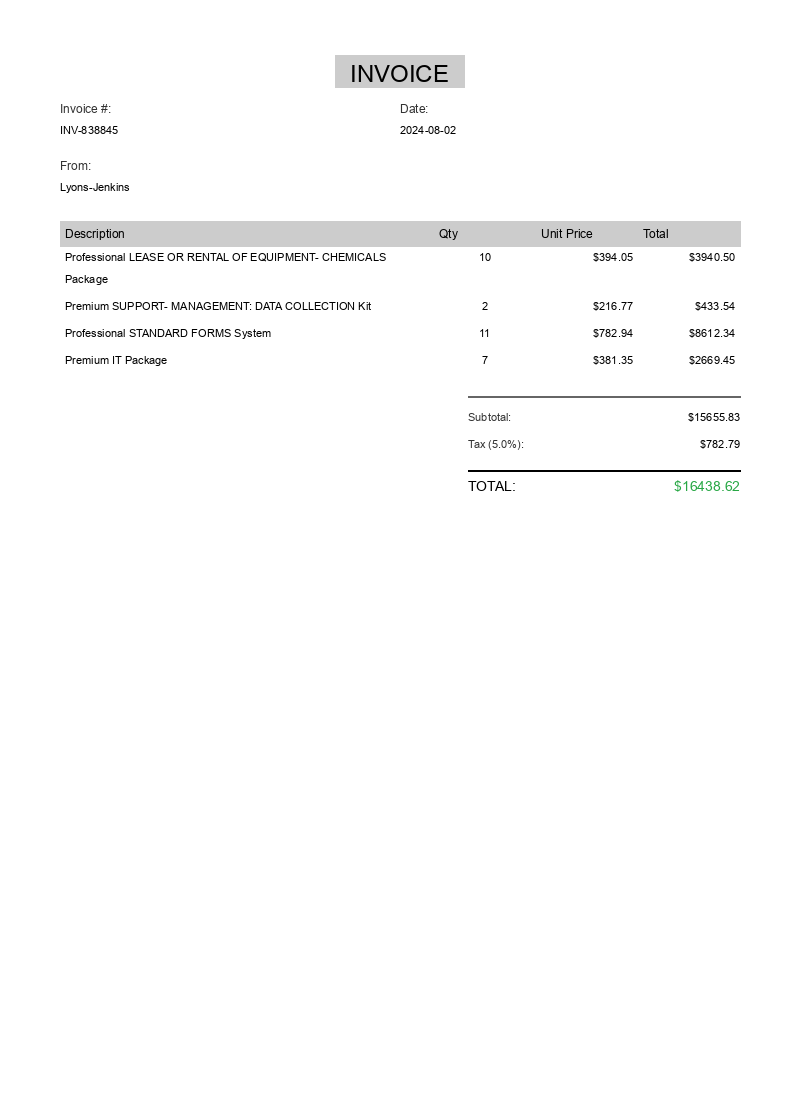 INVOICE
Invoice #: Date:
INV-838845 2024-08-02
From:
Lyons-Jenkins
Description Qty Unit Price Total
Professional LEASE OR RENTAL OF EQUIPMENT- CHEMICALS 10 $394.05 $3940.50
Package
Premium SUPPORT- MANAGEMENT: DATA COLLECTION Kit 2 $216.77 $433.54
Professional STANDARD FORMS System 11 $782.94 $8612.34
Premium IT Package 7 $381.35 $2669.45
Subtotal: $15655.83
Tax (5.0%): $782.79
TOTAL: $16438.62